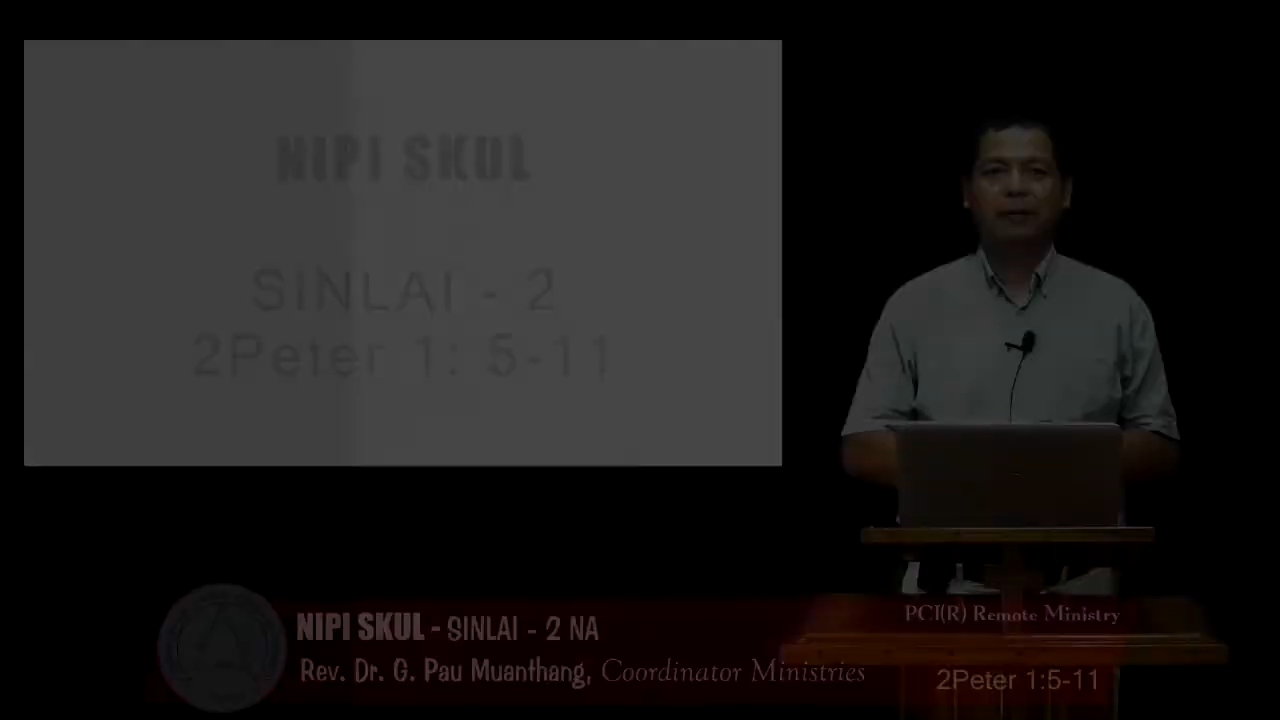 NIPI SKUL
SINLAI - 2
2Peter 1: 5-11
NIPI SKUL - SINLAI - 2 NA
Rev. Dr. G. Pau Muanthang, Coordinator Ministries
PCI(R) Remote Ministry
2Peter 1:5-11